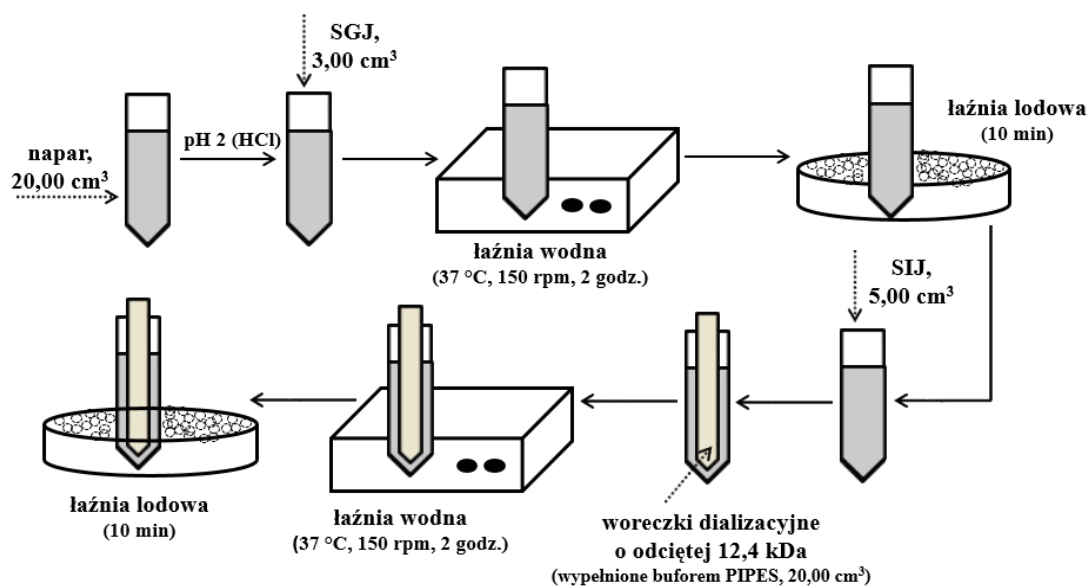 SGJ,
3,00 cm³
napar,
20,00 cm³
pH 2 (HCl)
łaźnia wodna
(37 °C, 150 rpm, 2 godz.)
łaźnia lodowa
(10 min)
SIJ,
5,00 cm³
woreczki dializacyjne
o odciętej 12,4 kDa
(wypełnione buforem PIPES, 20,00 cm³)
łaźnia wodna
(37 °C, 150 rpm, 2 godz.)
łaźnia lodowa
(10 min)